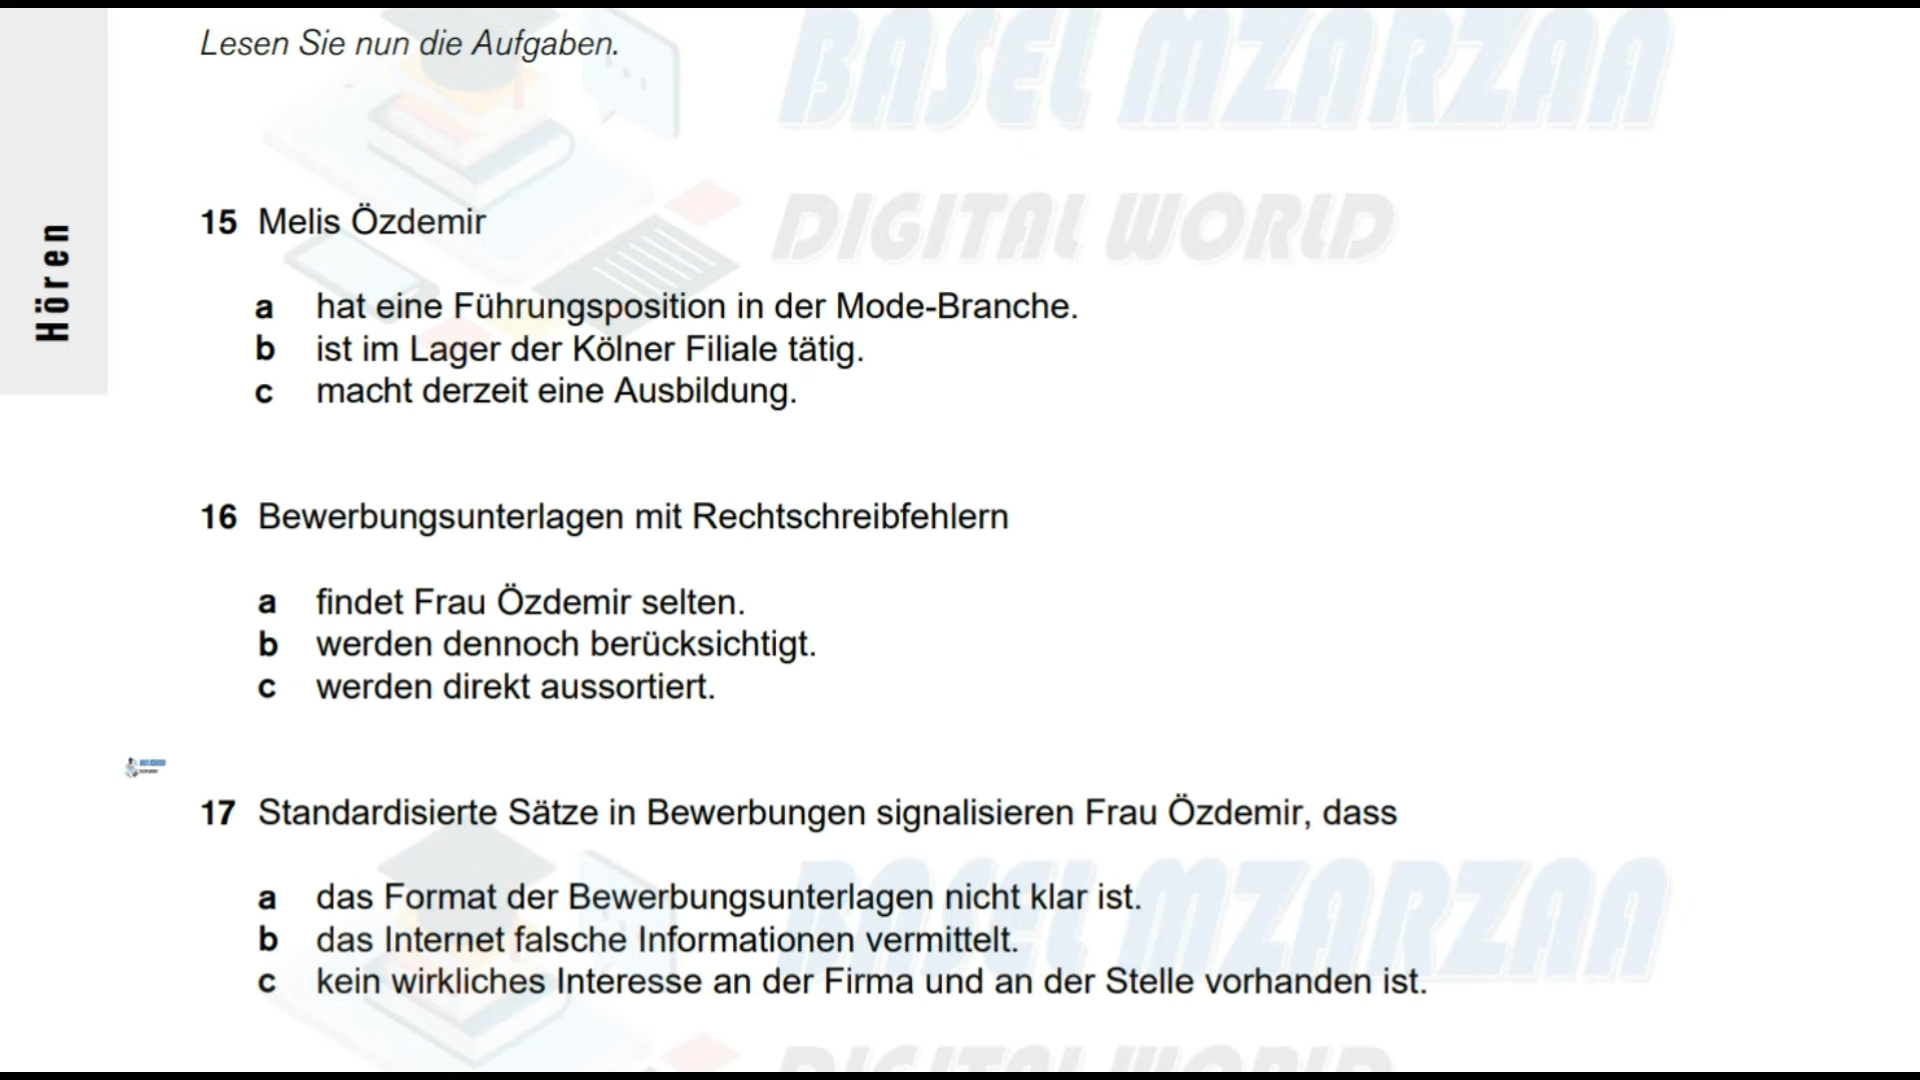 Lesen Sie nun die Aufgaben.
BASEL MZARZAA
DIGITAL WORLD
Hören
15 Melis Özdemir
a hat eine Führungsposition in der Mode-Branche.
b ist im Lager der Kölner Filiale tätig.
c macht derzeit eine Ausbildung.
16 Bewerbungsunterlagen mit Rechtschreibfehlern
a findet Frau Özdemir selten.
b werden dennoch berücksichtigt.
c werden direkt aussortiert.
17 Standardisierte Sätze in Bewerbungen signalisieren Frau Özdemir, dass
a das Format der Bewerbungsunterlagen nicht klar ist.
b das Internet falsche Informationen vermittelt.
c kein wirkliches Interesse an der Firma und an der Stelle vorhanden ist.
BASEL MZARZAA
DIGITAL WORLD